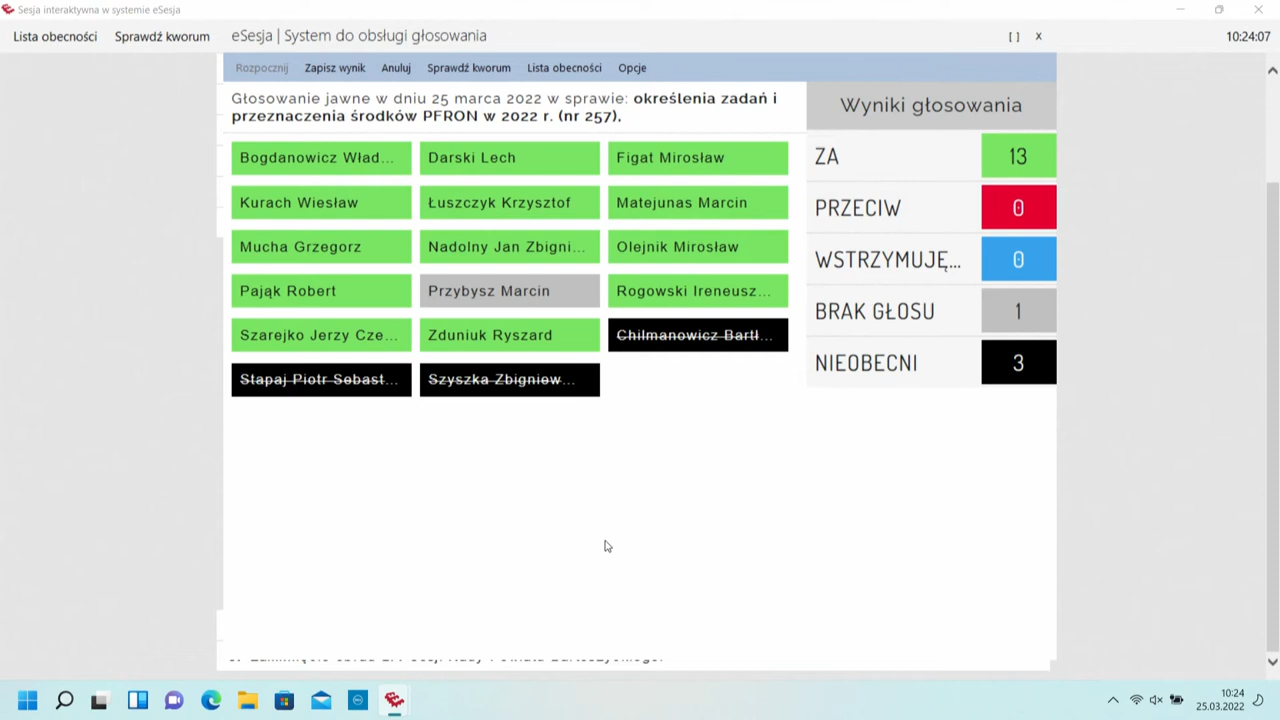 Sesja interaktywna w systemie eSesja
Lista obecności Sprawdź kworum eSesja | System do obsługi głosowania [ ] x 10:24:07
Rozpocznij Zapisz wynik Anuluj Sprawdź kworum Lista obecności Opcje
Głosowanie jawne w dniu 25 marca 2022 w sprawie: określenia zadań i
przeznaczenia środków PFRON w 2022 r. (nr 257),
Wyniki głosowania
Bogdanowicz Wład... Darski Lech Figat Mirosław
Kurach Wiesław Łuszczyk Krzysztof Matejunas Marcin
Mucha Grzegorz Nadolny Jan Zbigni... Olejnik Mirosław
Pająk Robert Przybysz Marcin Rogowski Ireneusz...
Szarejko Jerzy Cze... Zduniuk Ryszard Chilmanowicz Bartł...
Stapaj Piotr Sebast... Szyszka Zbigniew...
ZA 13
PRZECIW 0
WSTRZYMUJĘ... 0
BRAK GŁOSU 1
NIEOBECNI 3
10:24
25.03.2022